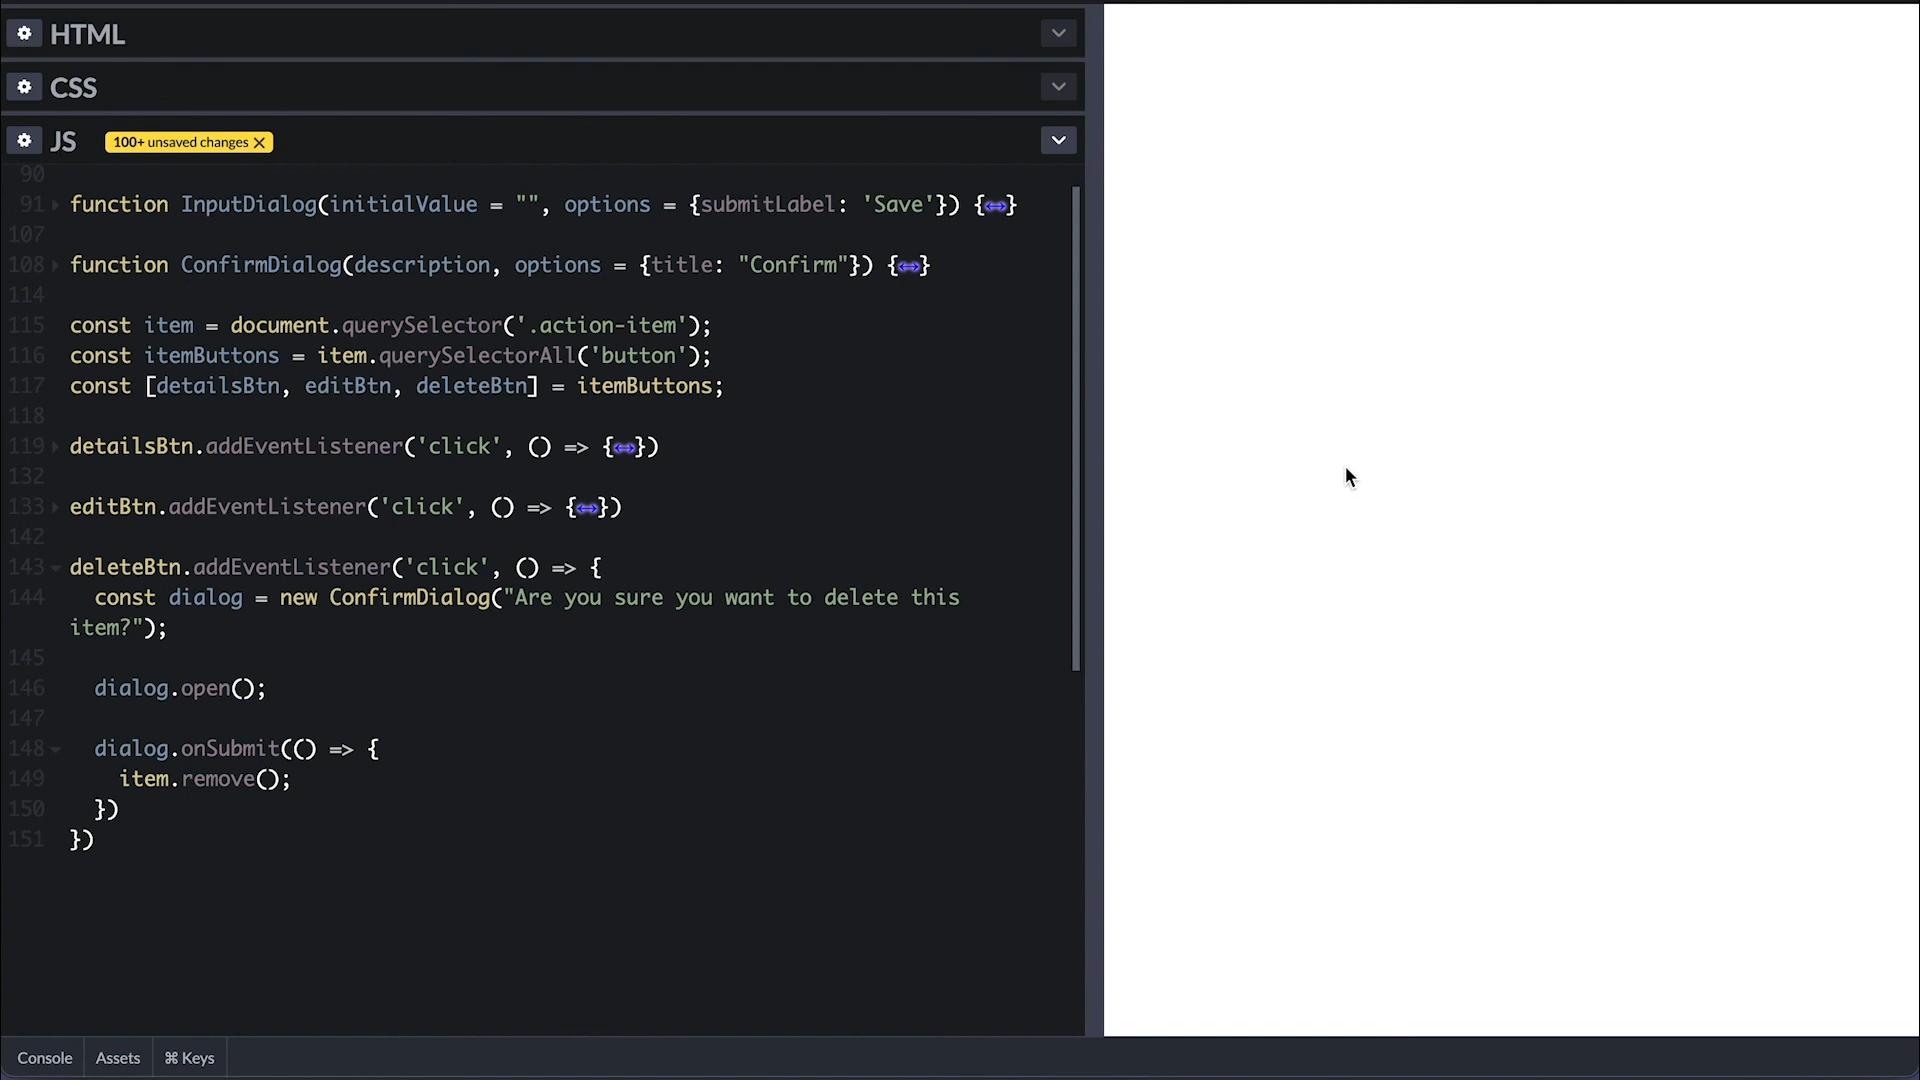 HTML
CSS
JS 100+ unsaved changes
90
91 function InputDialog(initialValue = "", options = {submitLabel: 'Save'}) {↔}
107
108 function ConfirmDialog(description, options = {title: "Confirm"}) {↔}
114
115 const item = document.querySelector('.action-item');
116 const itemButtons = item.querySelectorAll('button');
117 const [detailsBtn, editBtn, deleteBtn] = itemButtons;
118
119 detailsBtn.addEventListener('click', () => {↔})
132
133 editBtn.addEventListener('click', () => {↔})
142
143 deleteBtn.addEventListener('click', () => {
144 const dialog = new ConfirmDialog("Are you sure you want to delete this
item?");
145
146 dialog.open();
147
148 dialog.onSubmit(() => {
149 item.remove();
150 })
151 })
Console Assets ⌘ Keys